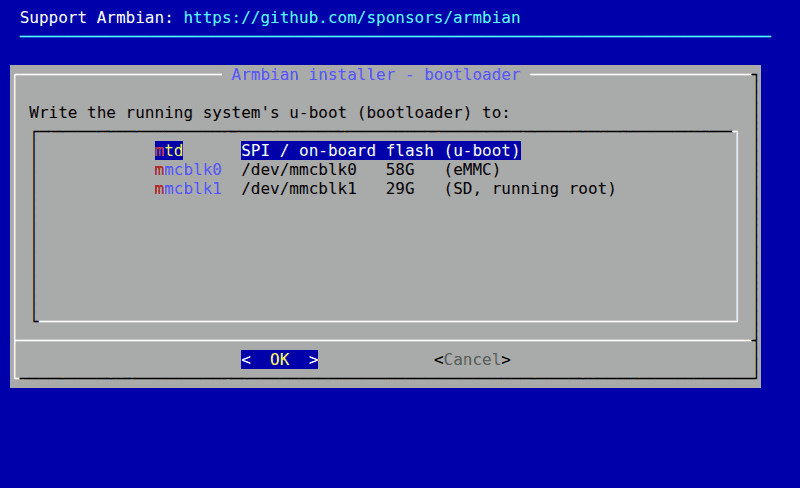 Support Armbian: https://github.com/sponsors/armbian
Armbian installer - bootloader
Write the running system's u-boot (bootloader) to:
mtd SPI / on-board flash (u-boot)
mmcblk0 /dev/mmcblk0 58G (eMMC)
mmcblk1 /dev/mmcblk1 29G (SD, running root)
< OK > <Cancel>